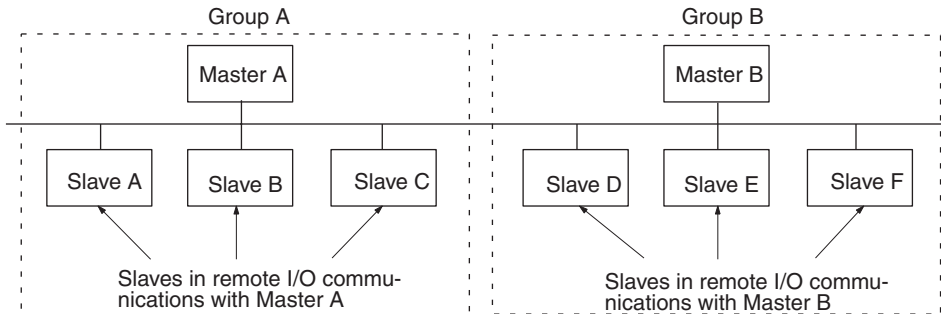 Group A
Group B
Master A
Master B
Slave A
Slave B
Slave C
Slave D
Slave E
Slave F
Slaves in remote I/O commu-
nications with Master A
Slaves in remote I/O commu-
nications with Master B